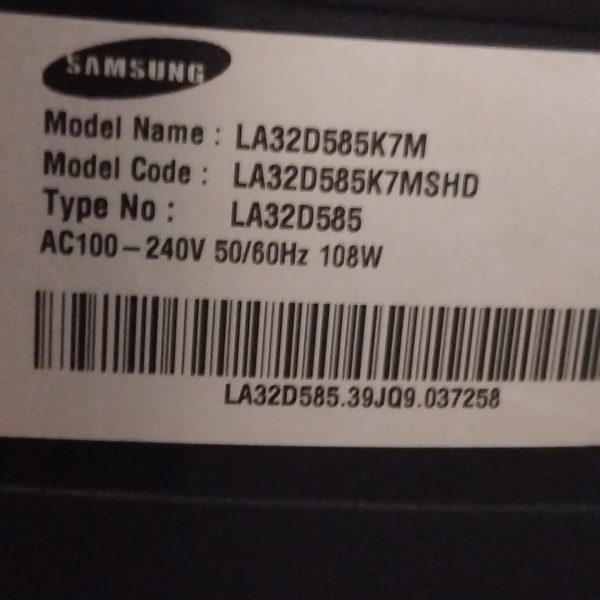 SAMSUNG
Model Name : LA32D585K7M
Model Code : LA32D585K7MSHD
Type No : LA32D585
AC100-240V 50/60Hz 108W
LA32D585.39JQ9.037258